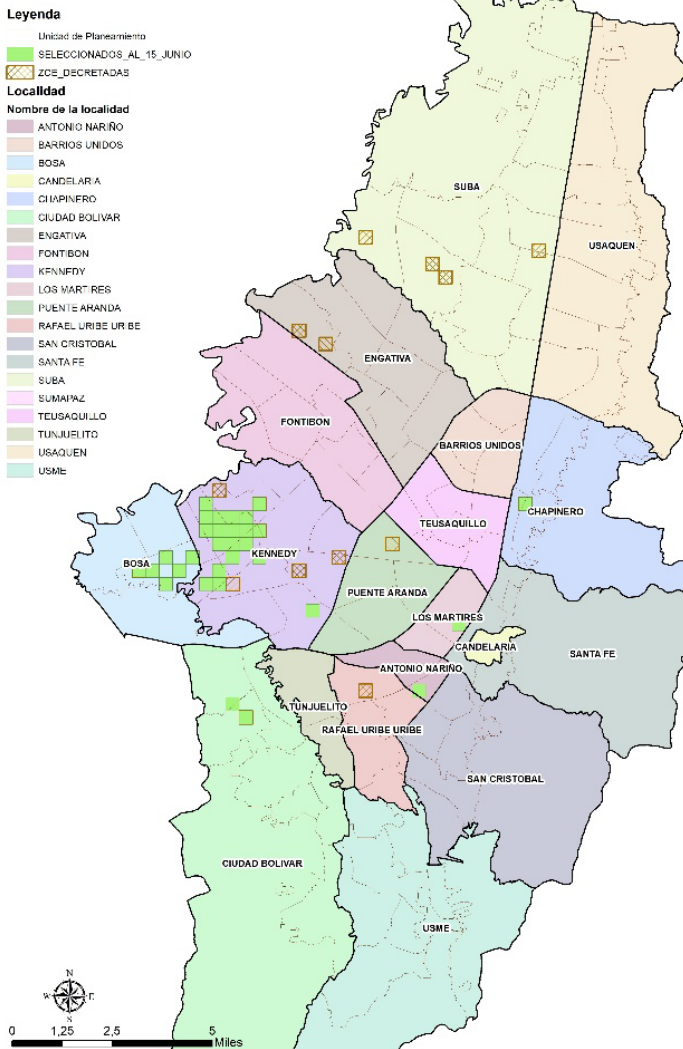 Leyenda
Unidad de Planeamiento
SELECCIONADOS_AL_15_JUNIO
ZCE_DECRETADAS
Localidad
Nombre de la localidad
ANTONIO NARIÑO
BARRIOS UNIDOS
BOSA
CANDELARIA
CHAPINERO
CIUDAD BOLIVAR
ENGATIVA
FONTIBON
KENNEDY
LOS MARTIRES
PUENTE ARANDA
RAFAEL URIBE URIBE
SAN CRISTOBAL
SANTA FE
SUBA
SUMAPAZ
TEUSAQUILLO
TUNJUELITO
USAQUEN
USME
SUBA
USAQUEN
ENGATIVA
FONTIBON
BARRIOS UNIDOS
TEUSAQUILLO
CHAPINERO
KENNEDY
BOSA
PUENTE ARANDA
LOS MARTIRES
CANDELARIA
SANTA FE
ANTONIO NARIÑO
TUNJUELITO
RAFAEL URIBE URIBE
SAN CRISTOBAL
CIUDAD BOLIVAR
USME
N
W E
S
0 1,25 2,5 5
Miles